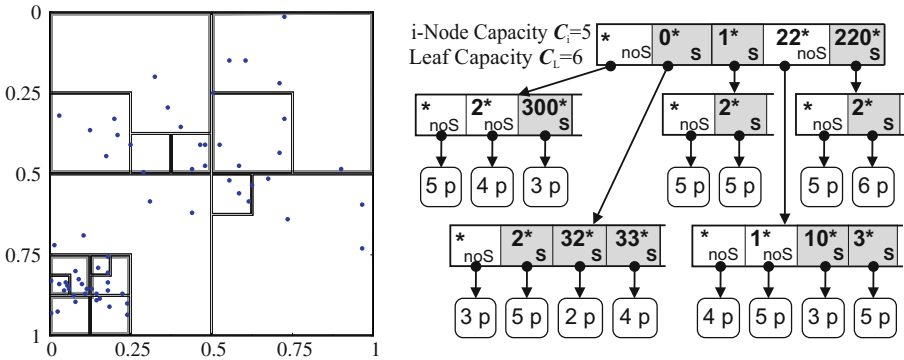 0
0.25
0.5
0.75
1
0 0.25 0.5 0.75 1
i-Node Capacity Cᵢ=5
Leaf Capacity C_L=6
* noS 0* S 1* S 22* noS 220* S
* noS 2* noS 300* S
* noS 2* S
* noS 2* S
5 p 4 p 3 p 5 p 5 p 5 p 6 p
* noS 2* S 32* S 33* S
* noS 1* noS 10* S 3* S
3 p 5 p 2 p 4 p 4 p 5 p 3 p 5 p